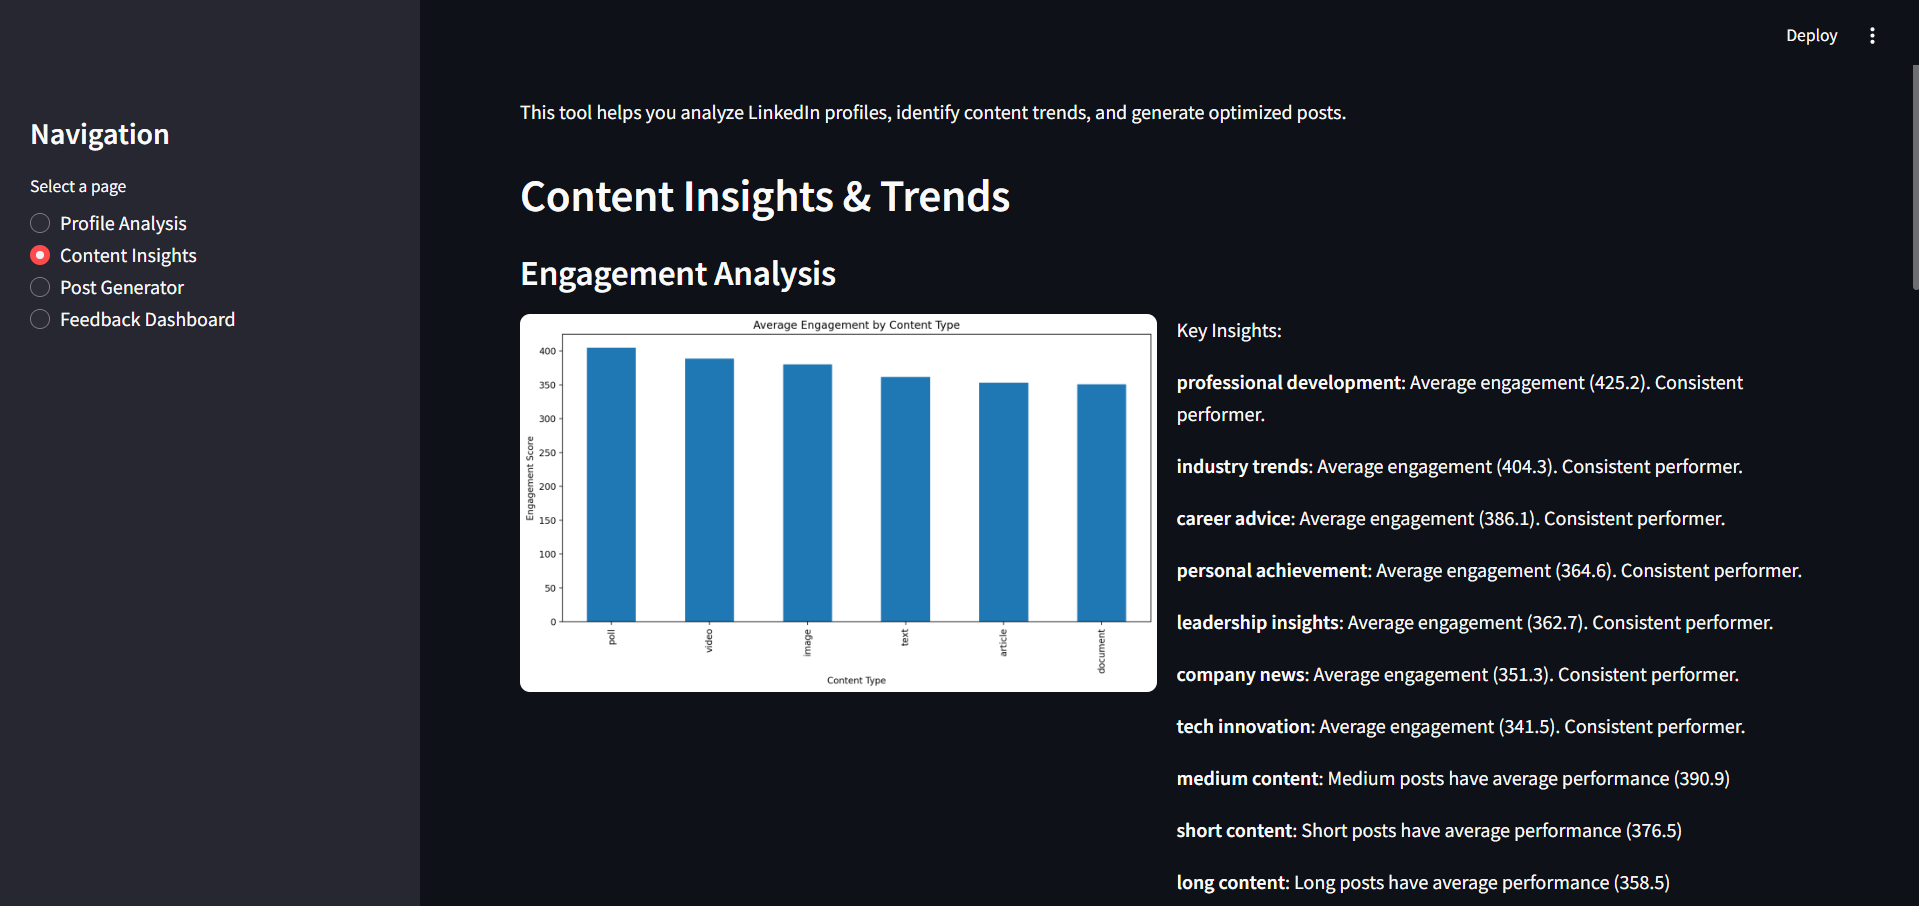 Deploy
Navigation
Select a page
Profile Analysis
Content Insights
Post Generator
Feedback Dashboard
This tool helps you analyze LinkedIn profiles, identify content trends, and generate optimized posts.
Content Insights & Trends
Engagement Analysis
Average Engagement by Content Type
Engagement Score
400
350
300
250
200
150
100
50
0
poll
video
image
text
article
document
Content Type
Key Insights:
professional development: Average engagement (425.2). Consistent
performer.
industry trends: Average engagement (404.3). Consistent performer.
career advice: Average engagement (386.1). Consistent performer.
personal achievement: Average engagement (364.6). Consistent performer.
leadership insights: Average engagement (362.7). Consistent performer.
company news: Average engagement (351.3). Consistent performer.
tech innovation: Average engagement (341.5). Consistent performer.
medium content: Medium posts have average performance (390.9)
short content: Short posts have average performance (376.5)
long content: Long posts have average performance (358.5)